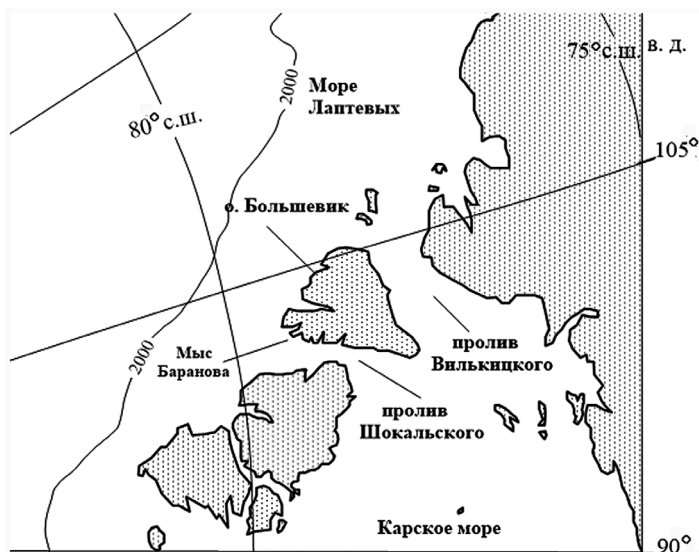 75°с.ш.
в. д.
Море
Лаптевых
2000
80° с.ш.
105°
о. Большевик
пролив
Вилькицкого
2000
Мыс
Баранова
пролив
Шокальского
Карское море
90°